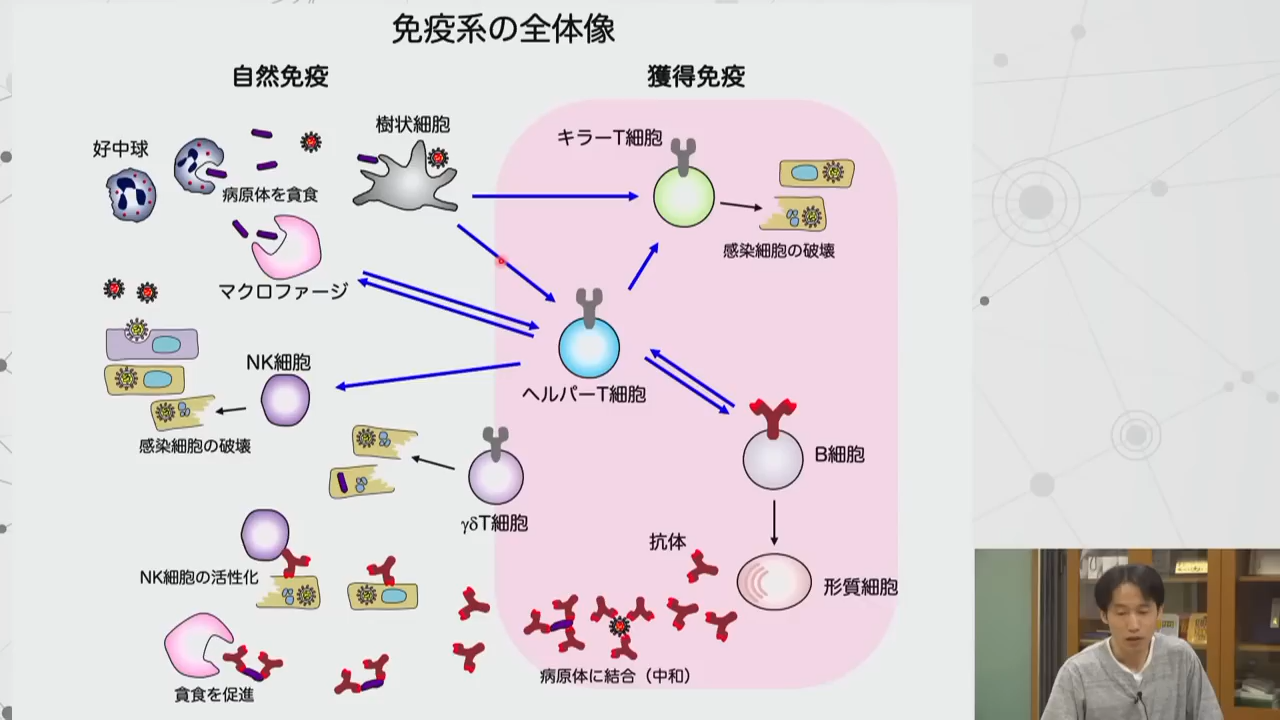 免疫系の全体像
自然免疫
獲得免疫
好中球
病原体を貪食
樹状細胞
キラーT細胞
感染細胞の破壊
マクロファージ
ヘルパーT細胞
NK細胞
感染細胞の破壊
γδT細胞
B細胞
抗体
形質細胞
NK細胞の活性化
病原体に結合（中和）
貪食を促進